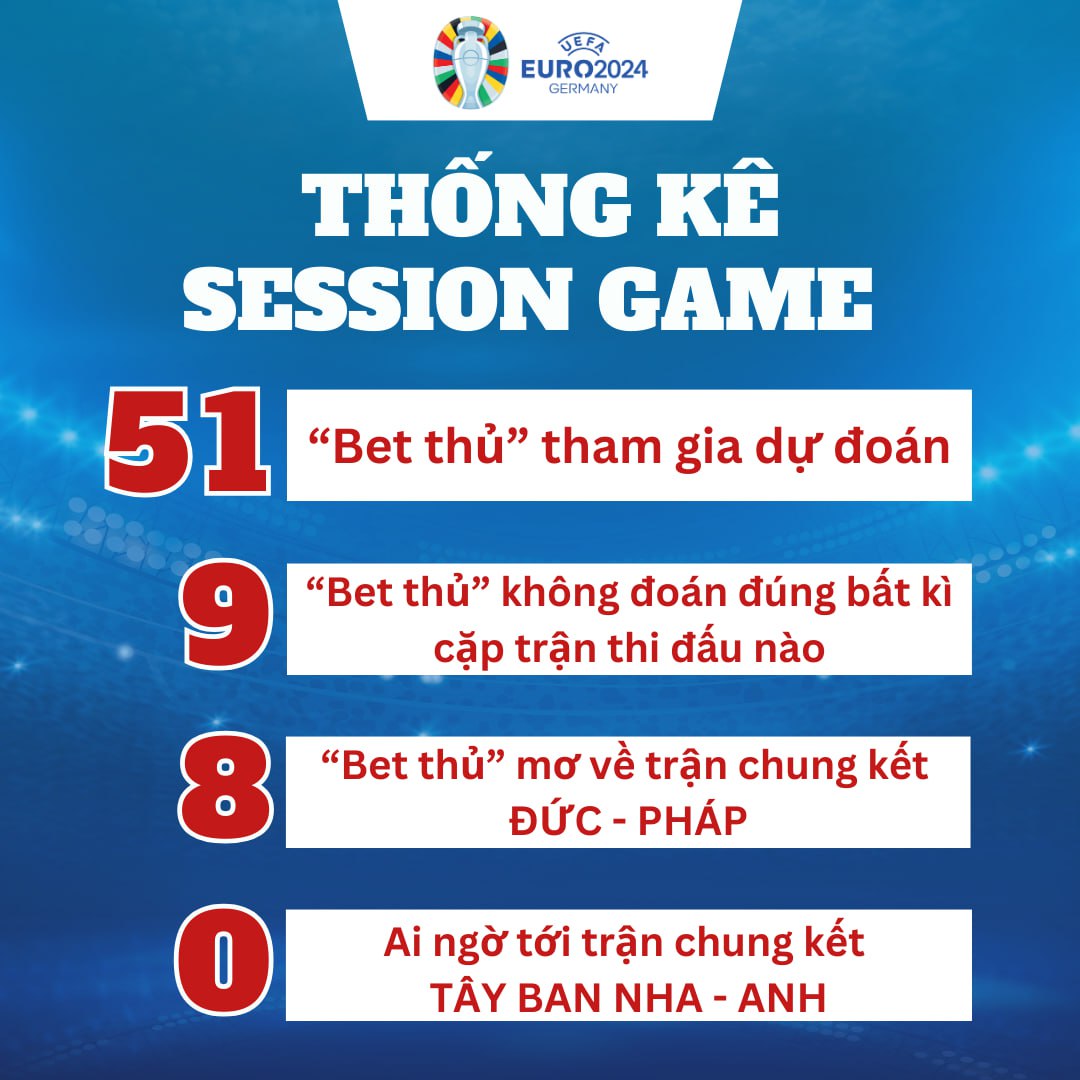 UEFA
EURO2024
GERMANY
THỐNG KÊ
SESSION GAME
51
“Bet thủ” tham gia dự đoán
9
“Bet thủ” không đoán đúng bất kì
cặp trận thi đấu nào
8
“Bet thủ” mơ về trận chung kết
ĐỨC - PHÁP
0
Ai ngờ tới trận chung kết
TÂY BAN NHA - ANH